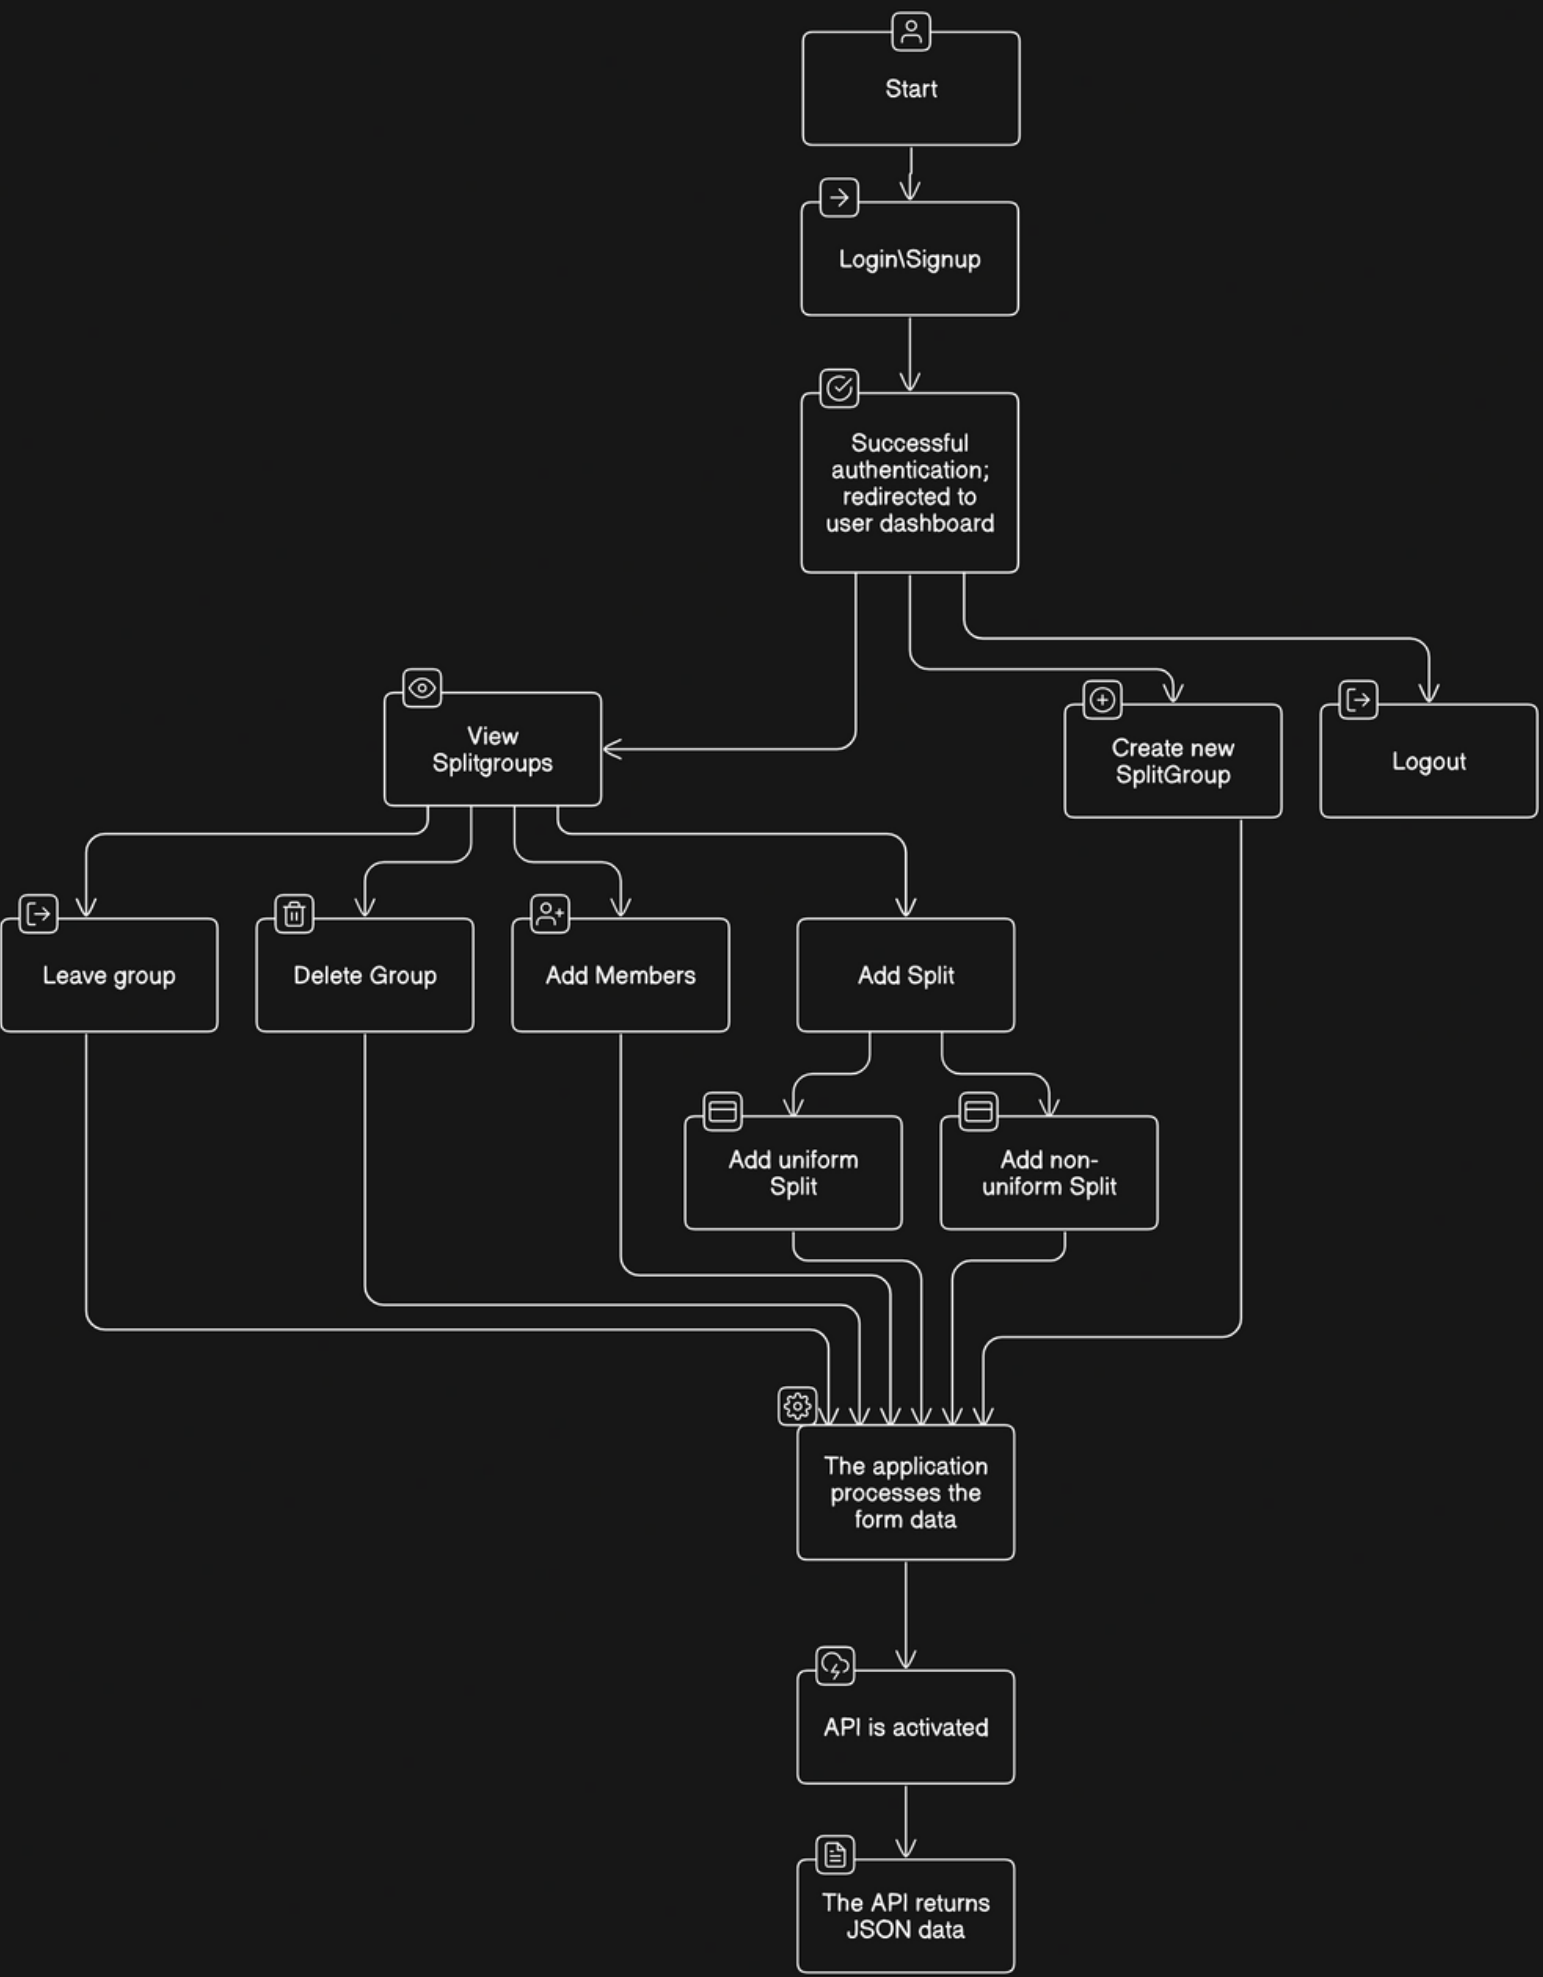 Start
Login\Signup
Successful
authentication;
redirected to
user dashboard
View
Splitgroups
Create new
SplitGroup
Logout
Leave group
Delete Group
Add Members
Add Split
Add uniform
Split
Add non-
uniform Split
The application
processes the
form data
API is activated
The API returns
JSON data